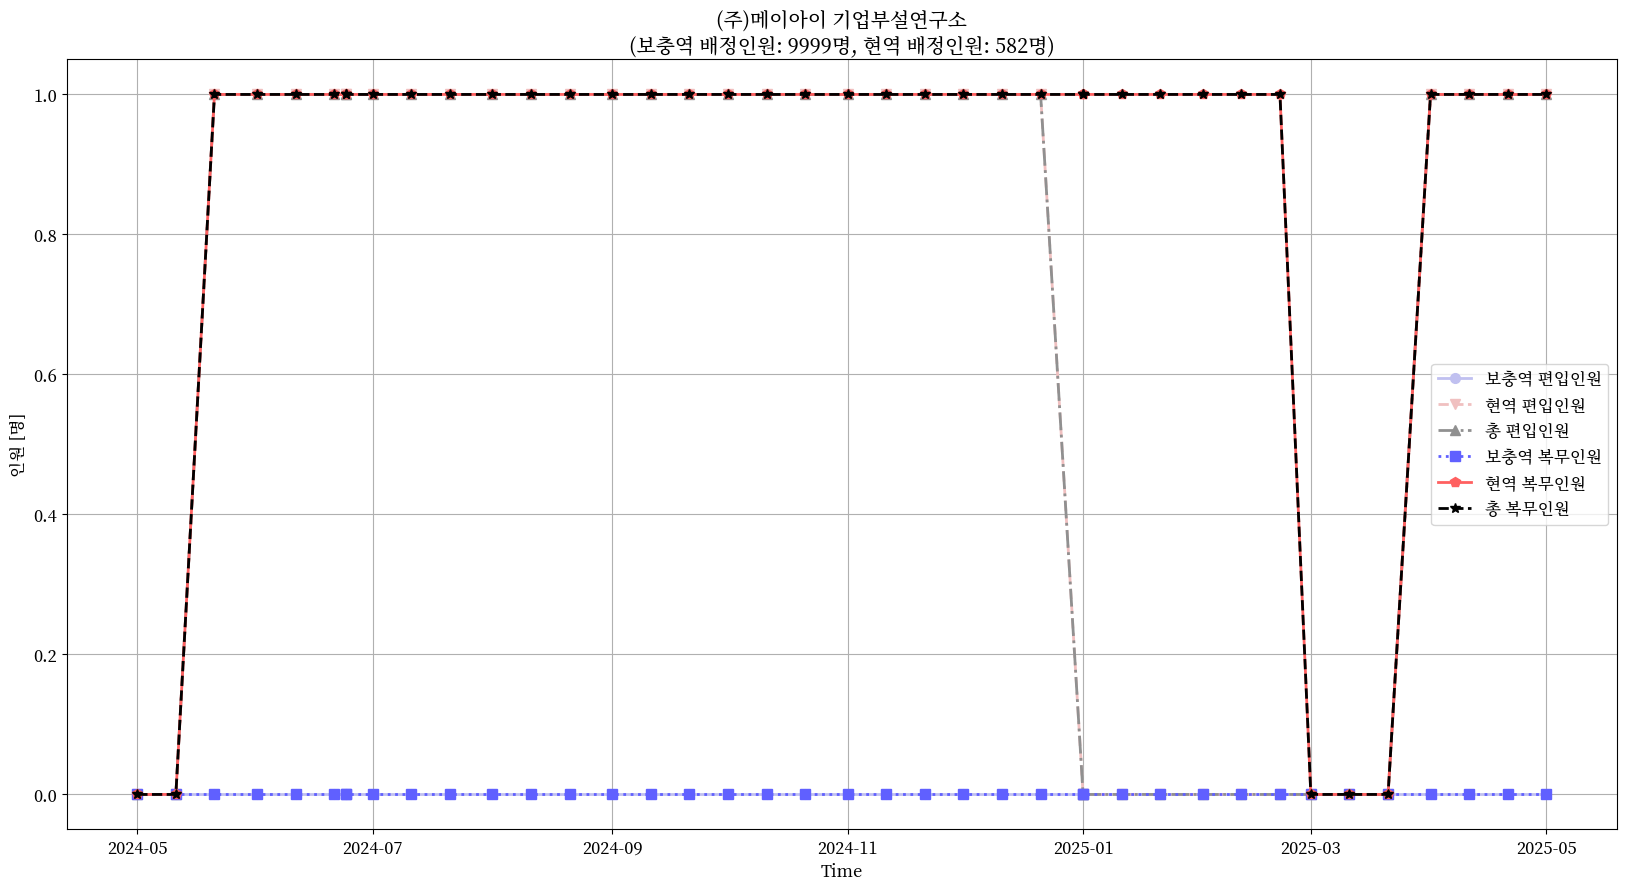 (주)메이아이 기업부설연구소
(보충역 배정인원: 9999명, 현역 배정인원: 582명)
인원 [명]
1.0
0.8
0.6
0.4
0.2
0.0
보충역 편입인원
현역 편입인원
총 편입인원
보충역 복무인원
현역 복무인원
총 복무인원
2024-05
2024-07
2024-09
2024-11
2025-01
2025-03
2025-05
Time